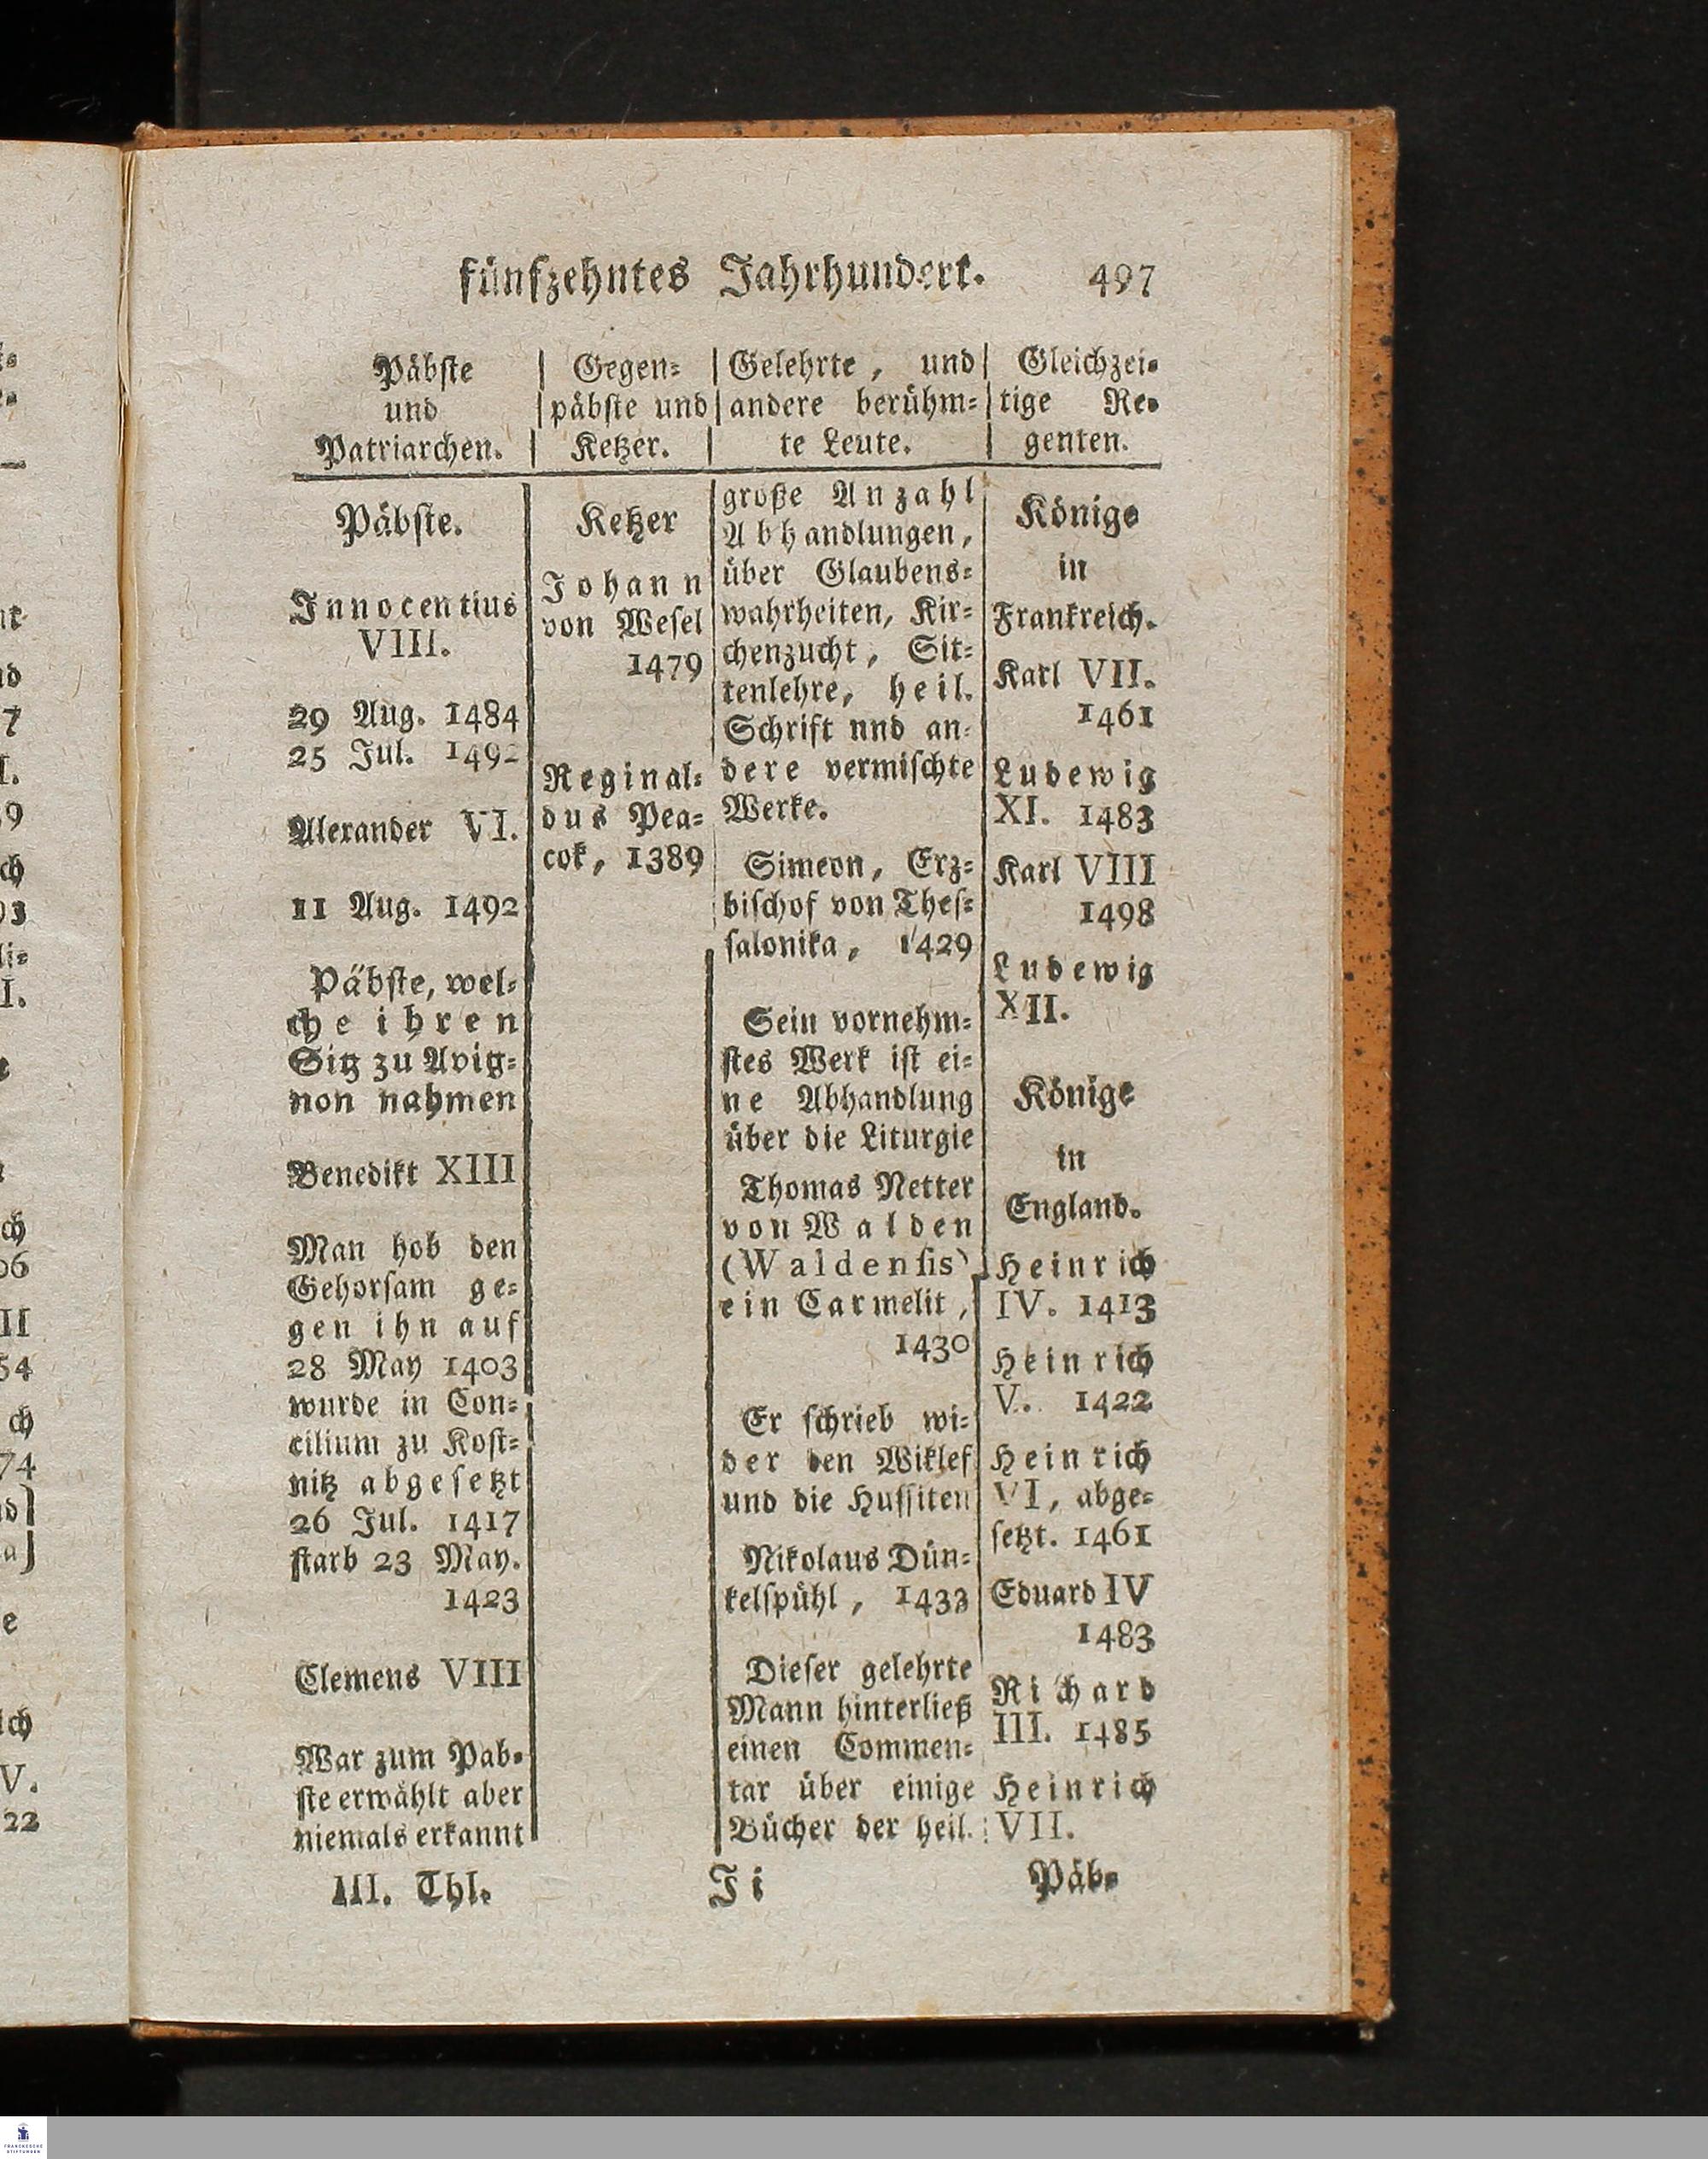 fünfzehntes Jahrhundert. 497
Päbste
und
Patriarchen.
Gegen-
päbste und
Ketzer.
Gelehrte, und
andere berühm-
te Leute.
Gleichzei-
tige Re-
genten.
Päbste.
Innocentius
VIII.
29 Aug. 1484
25 Jul. 1492
Alexander VI.
11 Aug. 1492
Päbste, wel-
che ihren
Sitz zu Avig-
non nahmen
Benedikt XIII
Man hob den
Gehorsam ge-
gen ihn auf
28 May 1403
wurde in Con-
cilium zu Kost-
nitz abgesetzt
26 Jul. 1417
starb 23 May.
1423
Clemens VIII
War zum Pab-
ste erwählt aber
niemals erkannt
Ketzer
Johann
von Wesel
1479
Reginal-
dus Pea-
cok, 1389
große Anzahl
Abhandlungen,
über Glaubens-
wahrheiten, Kir-
chenzucht, Sit-
tenlehre, heil.
Schrift nnd an-
dere vermischte
Werke.
Simeon, Erz-
bischof von Thes-
salonika, 1429
Sein vornehm-
stes Werk ist ei-
ne Abhandlung
über die Liturgie
Thomas Netter
von Walden
(Waldensis)
ein Carmelit,
1430
Er schrieb wi-
der den Wiklef
und die Hussiten
Nikolaus Dün-
kelspühl, 1433
Dieser gelehrte
Mann hinterließ
einen Commen-
tar über einige
Bücher der heil.
Könige
in
Frankreich.
Karl VII.
1461
Ludewig
XI. 1483
Karl VIII
1498
Ludewig
XII.
Könige
in
England.
Heinrich
IV. 1413
Heinrich
V. 1422
Heinrich
VI, abge-
setzt. 1461
Eduard IV
1483
Richard
III. 1485
Heinrich
VII.
III. Thl. Ji Päb-
FRANCKESCHE
STIFTUNGEN